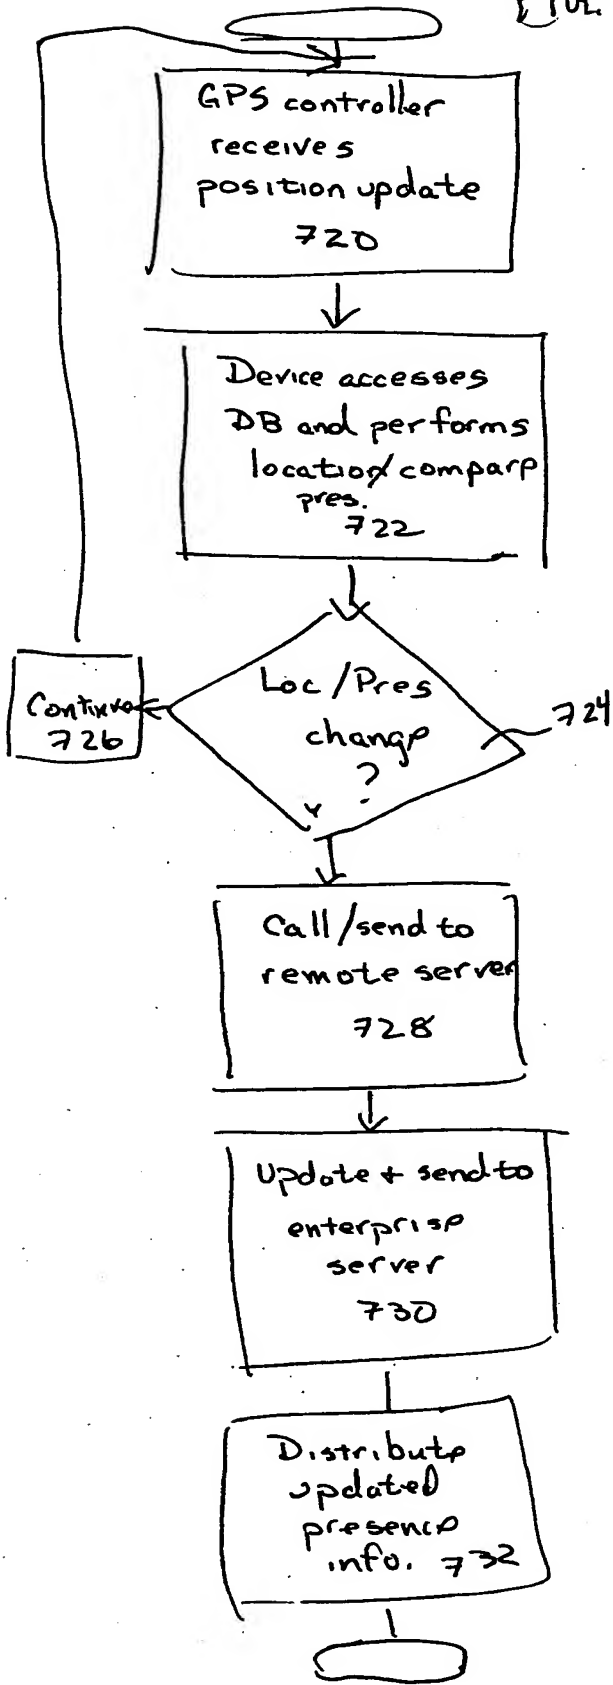 GPS controller
receives
position update
720
Device accesses
DB and performs
location/compare
pres.
722
Loc/Pres
change
?
Y
724
Continue
726
Call/send to
remote server
728
Update + send to
enterprise
server
730
Distribute
updated
presence
info. 732